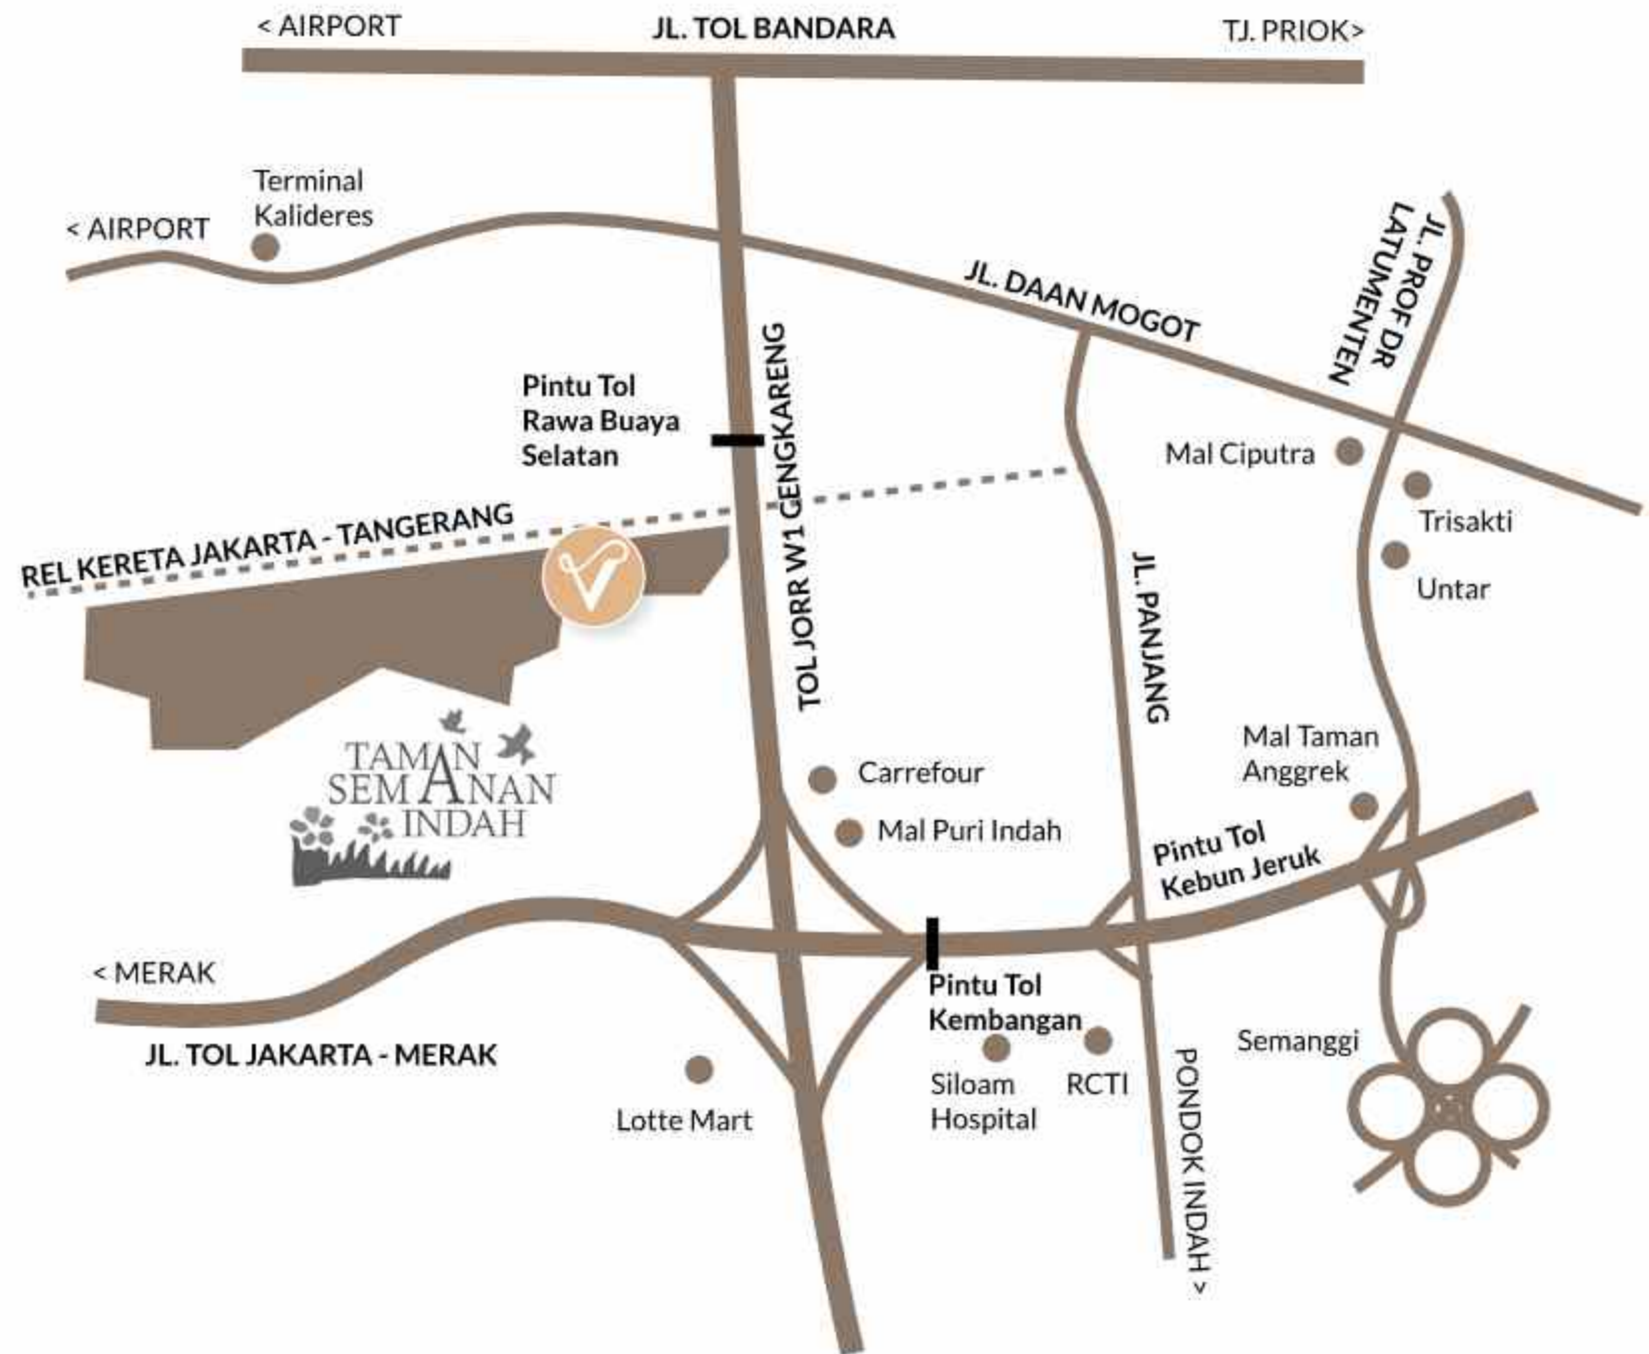 < AIRPORT
JL. TOL BANDARA
TJ. PRIOK>
Terminal
Kalideres
< AIRPORT
JL. PROF DR
LATUMENTEN
JL. DAAN MOGOT
TOL JORR W1 GENGKARENG
Pintu Tol
Rawa Buaya
Selatan
Mal Ciputra
Trisakti
Untar
REL KERETA JAKARTA - TANGERANG
JL. PANJANG
TAMAN
SEMANAN
INDAH
Carrefour
Mal Puri Indah
Mal Taman
Anggrek
Pintu Tol
Kebun Jeruk
< MERAK
JL. TOL JAKARTA - MERAK
Pintu Tol
Kembangan
Siloam
Hospital
RCTI
Lotte Mart
Semanggi
PONDOK INDAH >